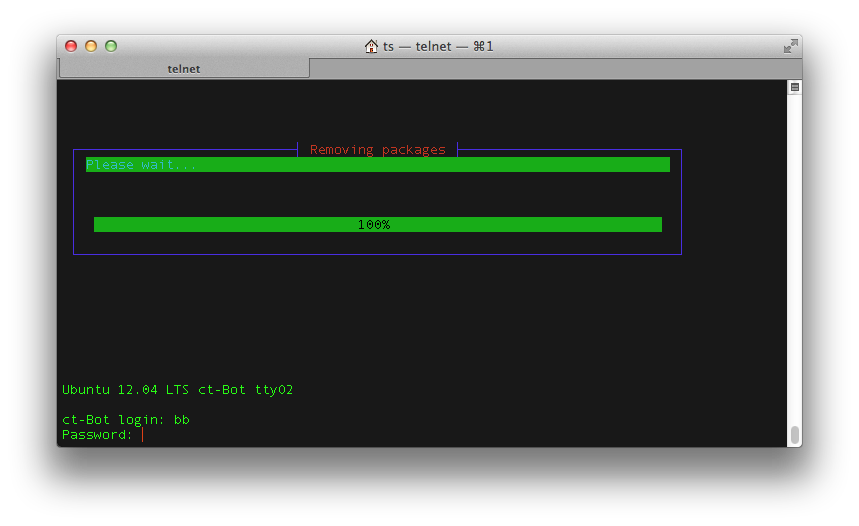 ts — telnet — ⌘1
telnet
Removing packages
Please wait...
100%
Ubuntu 12.04 LTS ct-Bot ttyO2
ct-Bot login: bb
Password: